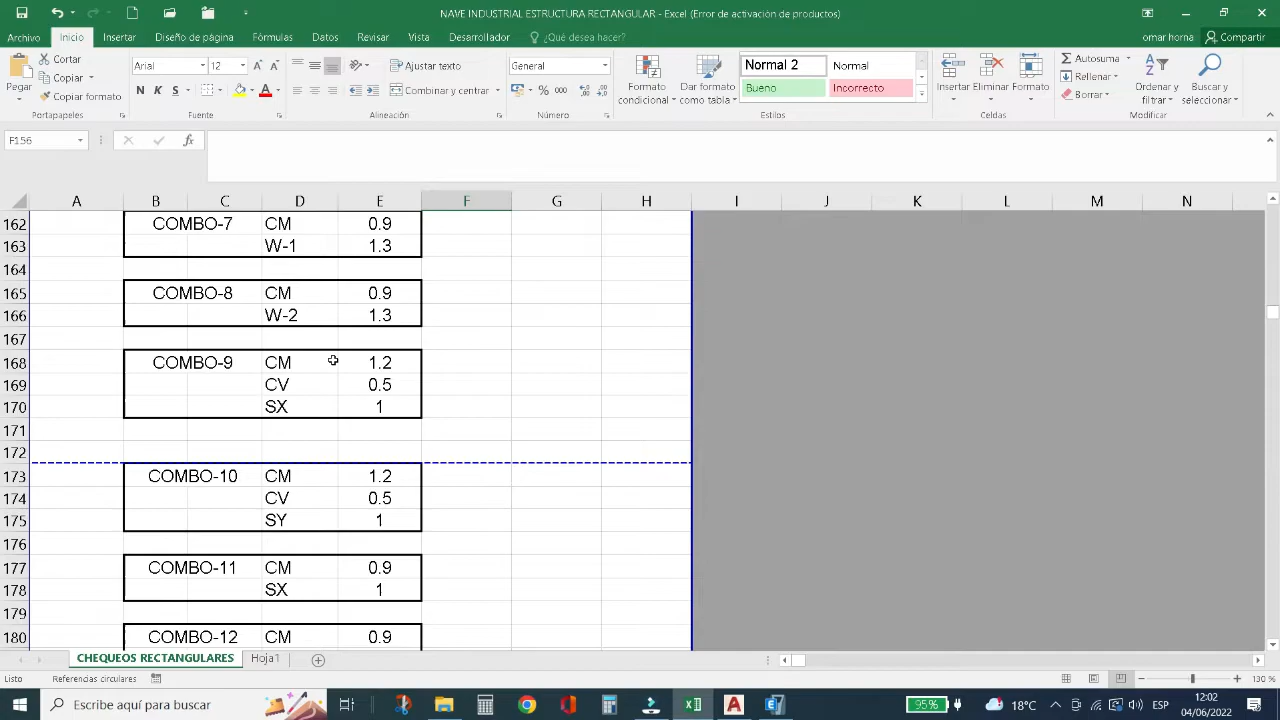 NAVE INDUSTRIAL ESTRUCTURA RECTANGULAR - Excel (Error de activación de productos)
Archivo Inicio Insertar Diseño de página Fórmulas Datos Revisar Vista Desarrollador ¿Qué desea hacer? omar horna Compartir
Pegar
Cortar
Copiar
Copiar formato
Portapapeles
Arial 12
N K S
Fuente
Ajustar texto
Combinar y centrar
Alineación
General
% 000
Número
Formato condicional
Dar formato como tabla
Normal 2 Normal
Bueno Incorrecto
Estilos
Insertar Eliminar Formato
Celdas
Autosuma
Rellenar
Borrar
Ordenar y filtrar
Buscar y seleccionar
Modificar
F156 fx
A B C D E F G H I J K L M N
162 COMBO-7 CM 0.9
163 W-1 1.3
164
165 COMBO-8 CM 0.9
166 W-2 1.3
167
168 COMBO-9 CM 1.2
169 CV 0.5
170 SX 1
171
172
173 COMBO-10 CM 1.2
174 CV 0.5
175 SY 1
176
177 COMBO-11 CM 0.9
178 SX 1
179
180 COMBO-12 CM 0.9
CHEQUEOS RECTANGULARES Hoja1
Listo Referencias circulares 130 %
Escribe aquí para buscar 95% 18°C ESP 12:02
04/06/2022